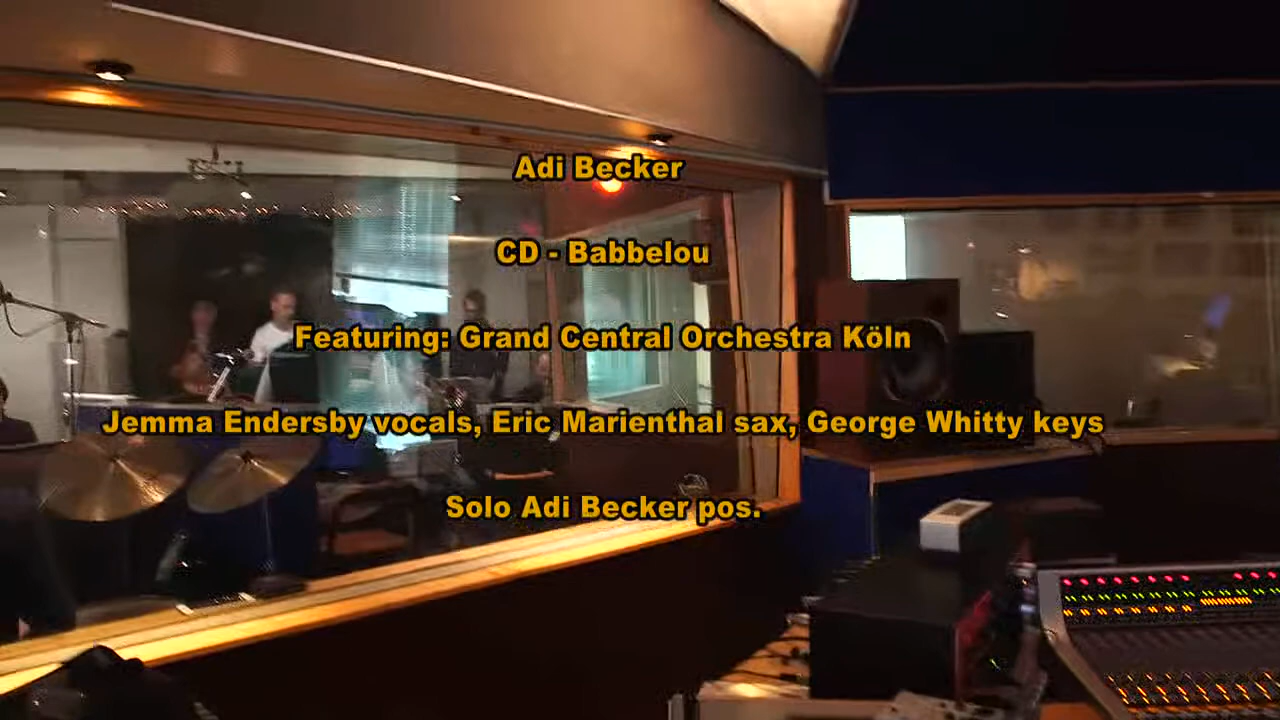 Adi Becker
CD - Babbelou
Featuring: Grand Central Orchestra Köln
Jemma Endersby vocals, Eric Marienthal sax, George Whitty keys
Solo Adi Becker pos.